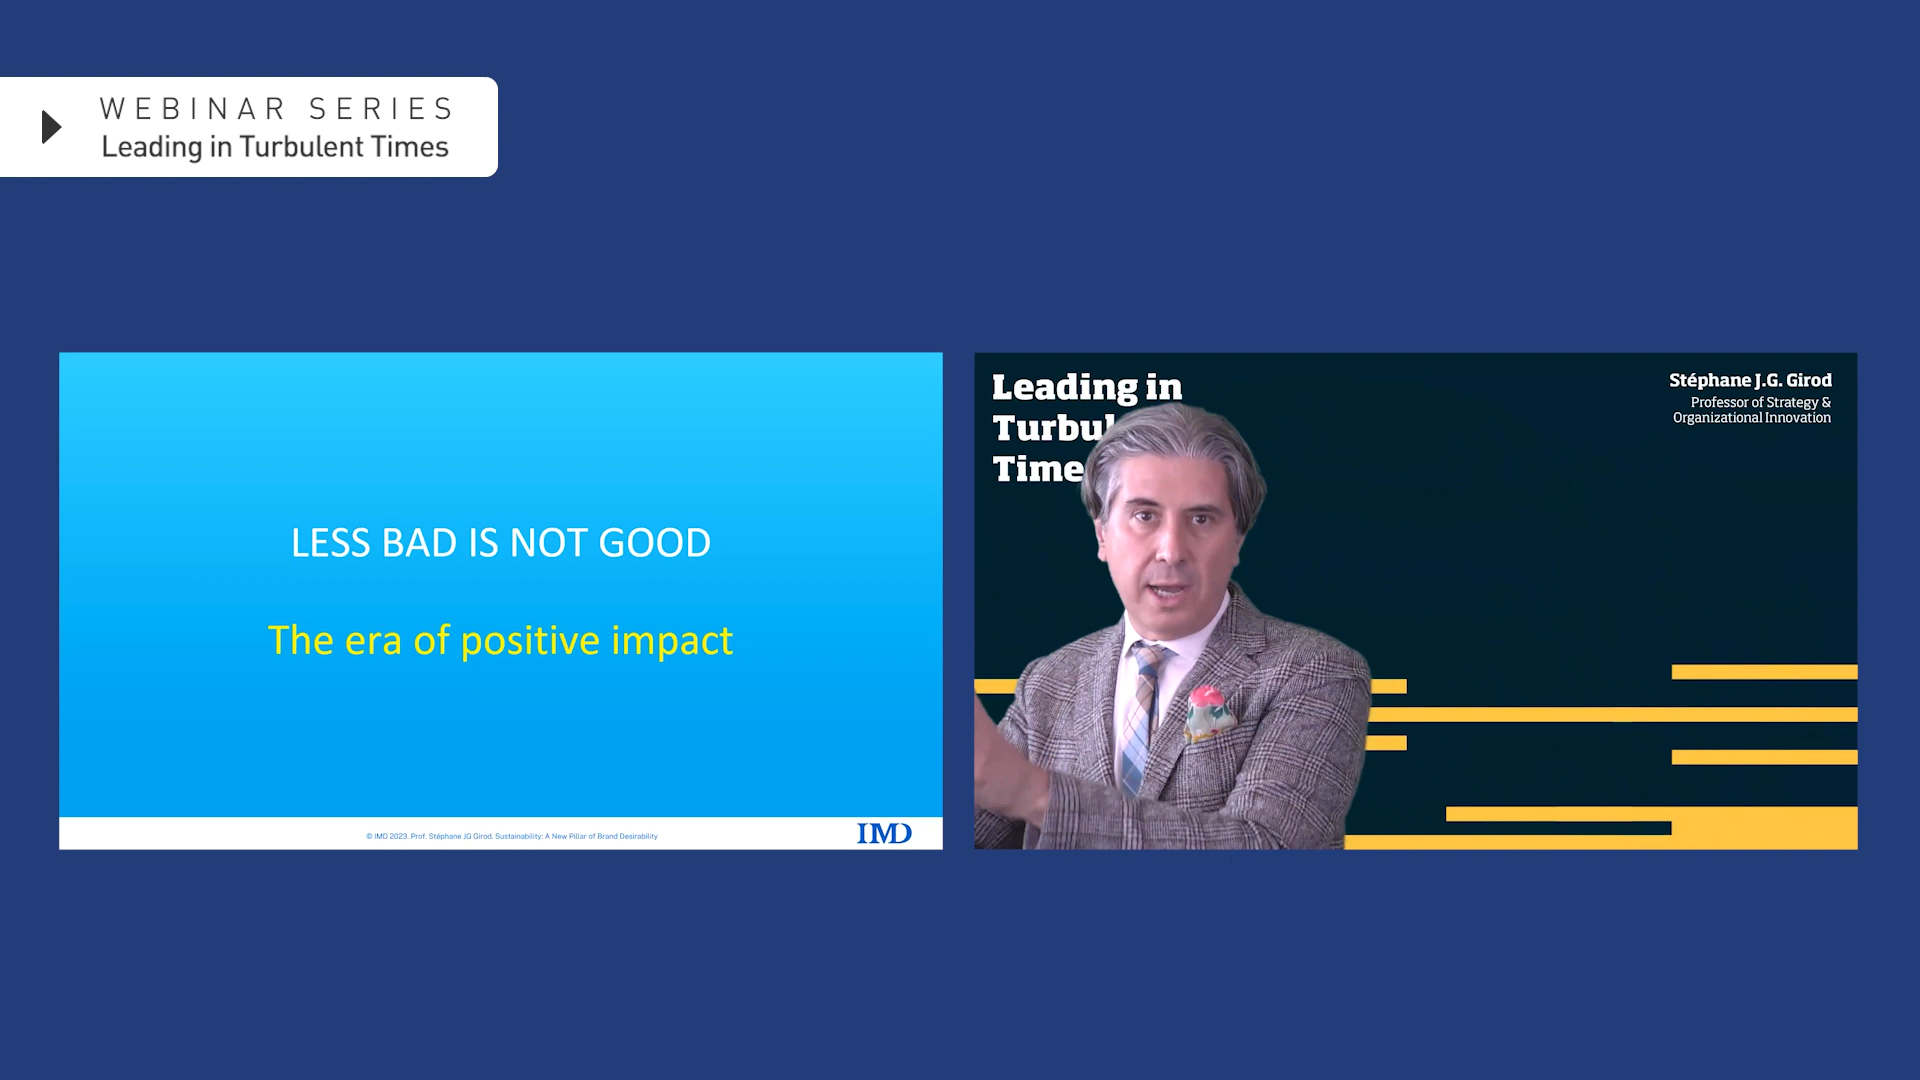 WEBINAR SERIES
Leading in Turbulent Times
LESS BAD IS NOT GOOD
The era of positive impact
© IMD 2023. Prof. Stéphane JG Girod. Sustainability: A New Pillar of Brand Desirability
IMD
Leading in
Turbul
Time
Stéphane J.G. Girod
Professor of Strategy &
Organizational Innovation